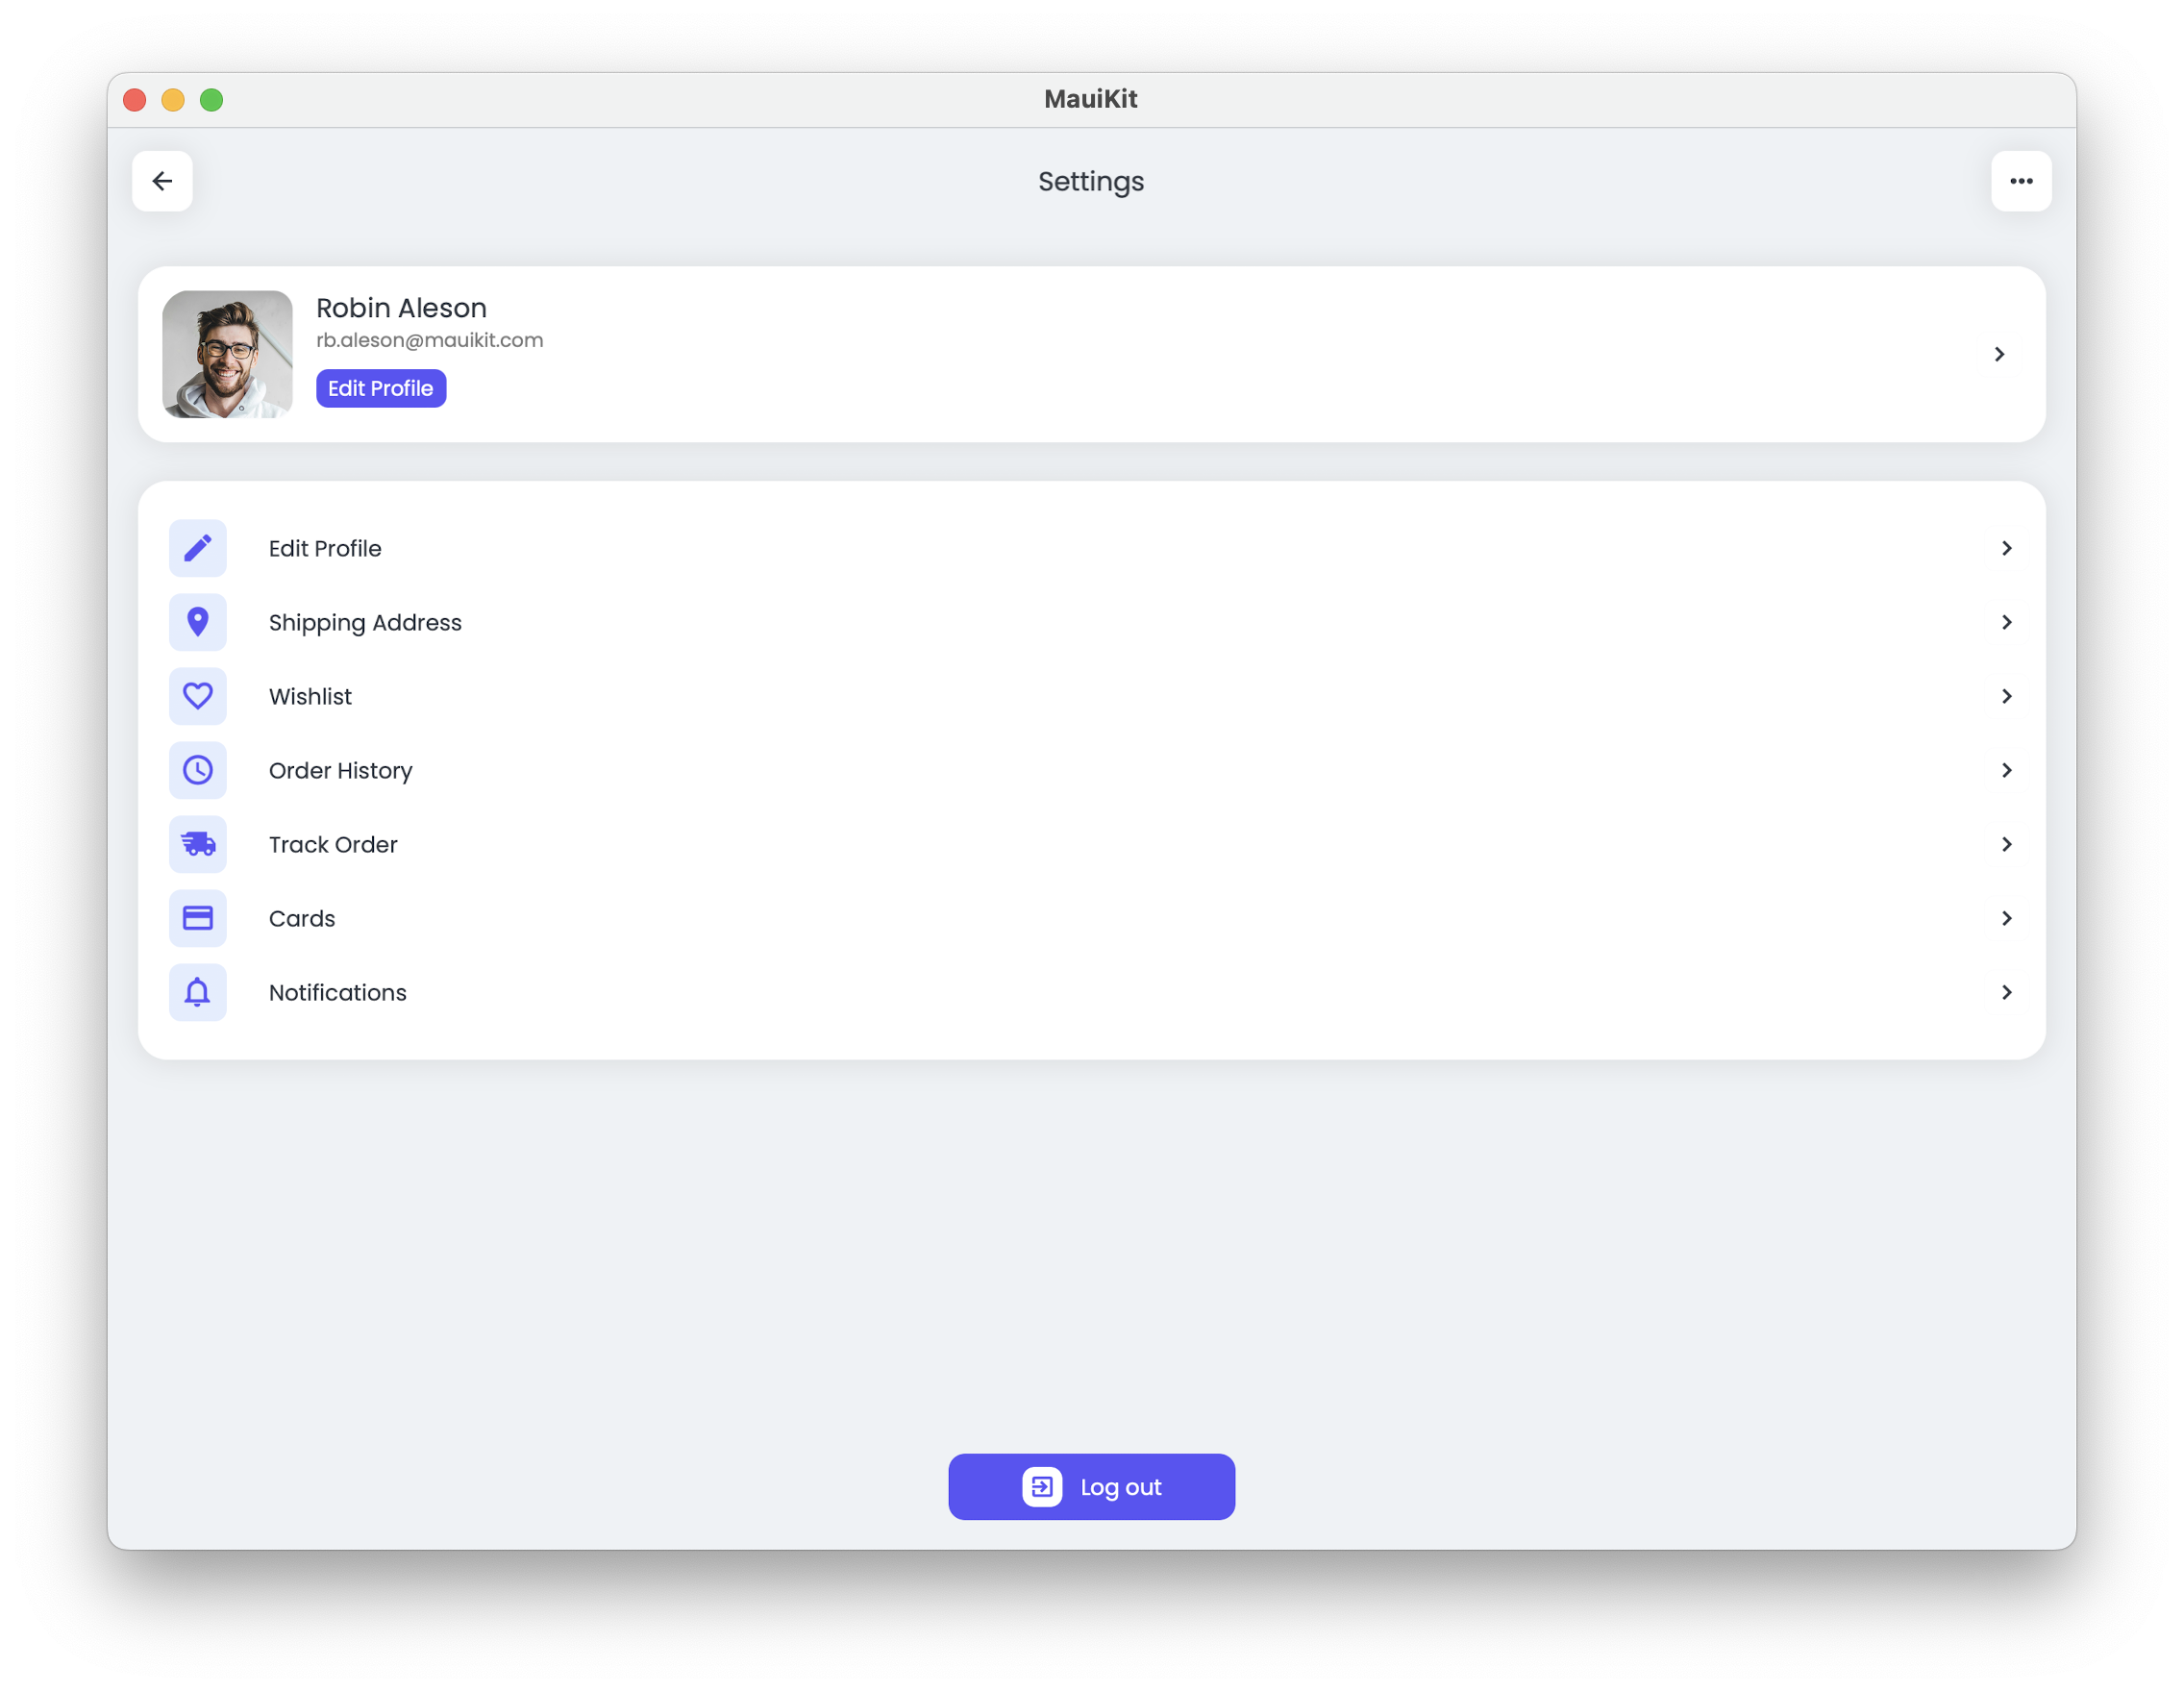 MauiKit
Settings
Robin Aleson
rb.aleson@mauikit.com
Edit Profile
Edit Profile
Shipping Address
Wishlist
Order History
Track Order
Cards
Notifications
Log out